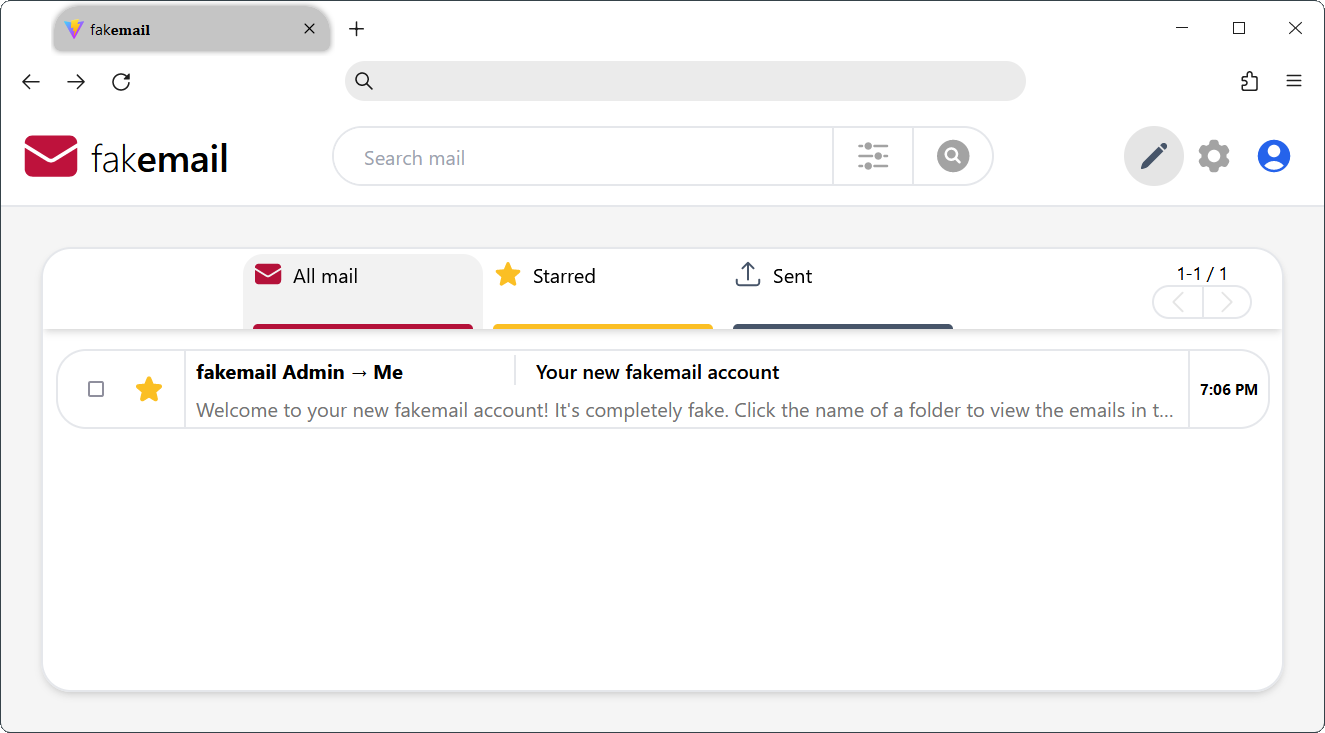 fakemail
fakemail
Search mail
All mail
Starred
Sent
1-1 / 1
fakemail Admin → Me
Your new fakemail account
Welcome to your new fakemail account! It's completely fake. Click the name of a folder to view the emails in t...
7:06 PM